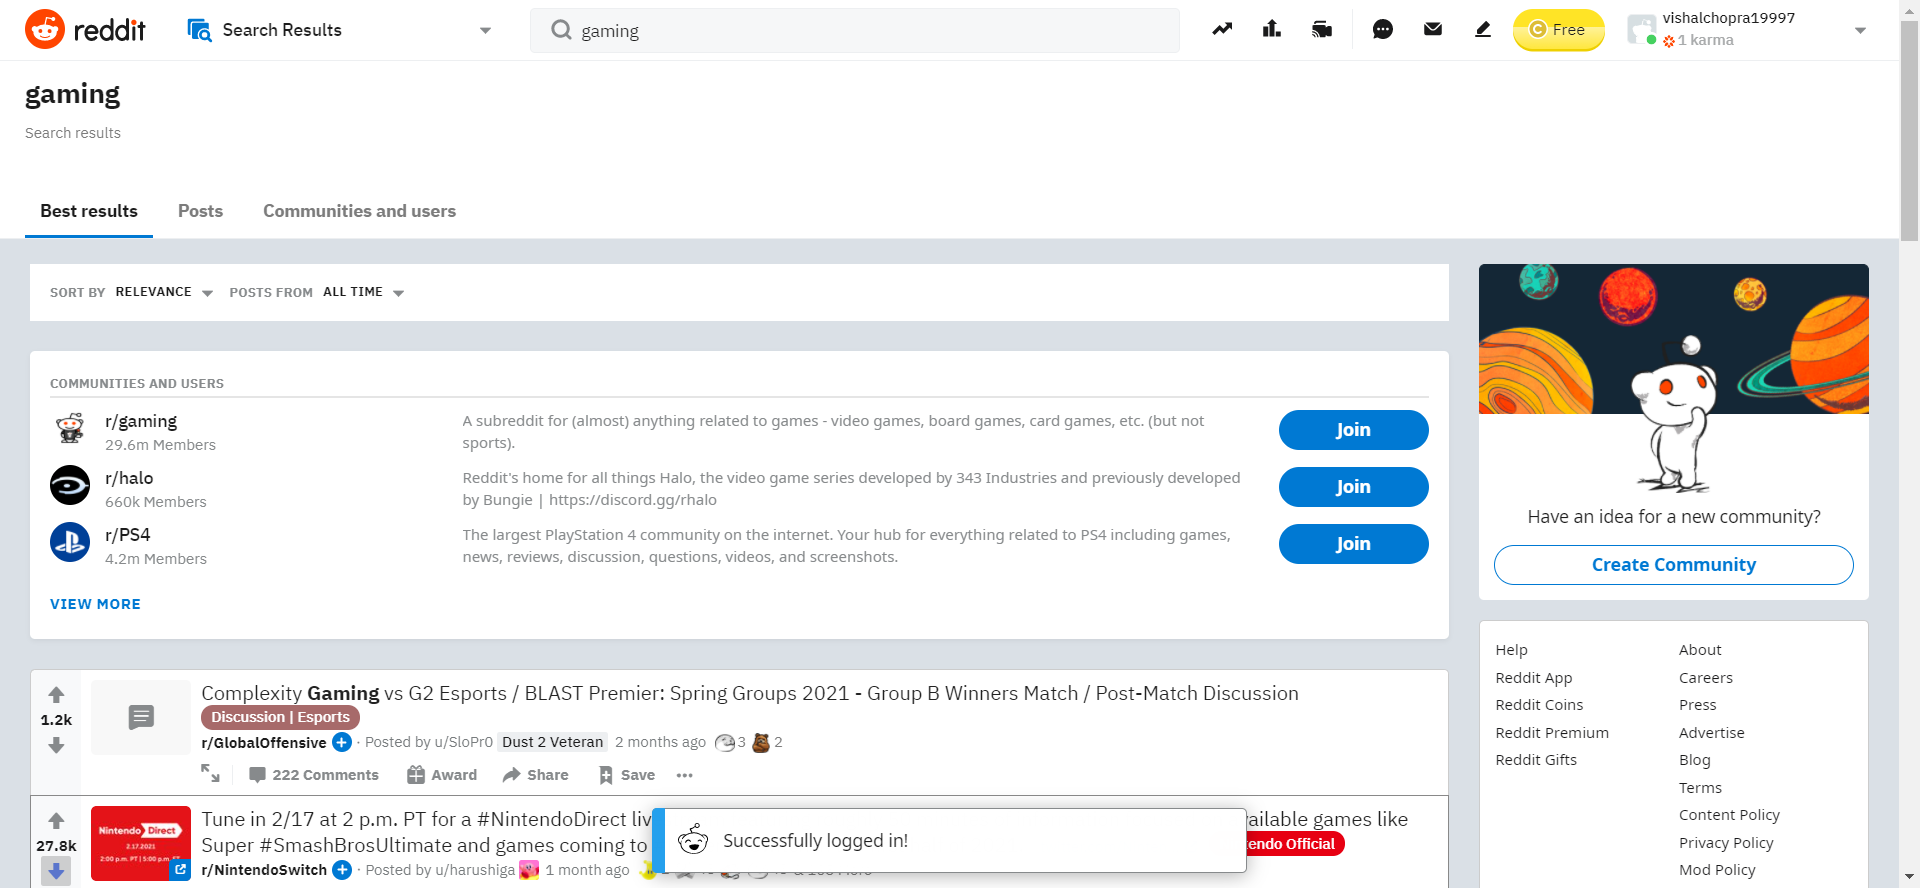 reddit
Search Results
gaming
Free
vishalchopra19997
1 karma
gaming
Search results
Best results
Posts
Communities and users
SORT BY RELEVANCE
POSTS FROM ALL TIME
COMMUNITIES AND USERS
r/gaming
29.6m Members
A subreddit for (almost) anything related to games - video games, board games, card games, etc. (but not
sports).
Join
r/halo
660k Members
Reddit's home for all things Halo, the video game series developed by 343 Industries and previously developed
by Bungie | https://discord.gg/rhalo
Join
r/PS4
4.2m Members
The largest PlayStation 4 community on the internet. Your hub for everything related to PS4 including games,
news, reviews, discussion, questions, videos, and screenshots.
Join
VIEW MORE
Have an idea for a new community?
Create Community
Help
Reddit App
Reddit Coins
Reddit Premium
Reddit Gifts
About
Careers
Press
Advertise
Blog
Terms
Content Policy
Privacy Policy
Mod Policy
1.2k
Complexity Gaming vs G2 Esports / BLAST Premier: Spring Groups 2021 - Group B Winners Match / Post-Match Discussion
Discussion | Esports
r/GlobalOffensive · Posted by u/SloPr0 Dust 2 Veteran 2 months ago 3 2
222 Comments Award Share Save
27.8k
Nintendo Direct
2.17.2021
2:00 p.m. PT | 5:00 p.m. ET
Tune in 2/17 at 2 p.m. PT for a #NintendoDirect
available games like
Super #SmashBrosUltimate and games coming to
Official
r/NintendoSwitch · Posted by u/harushiga 1 month ago
Successfully logged in!